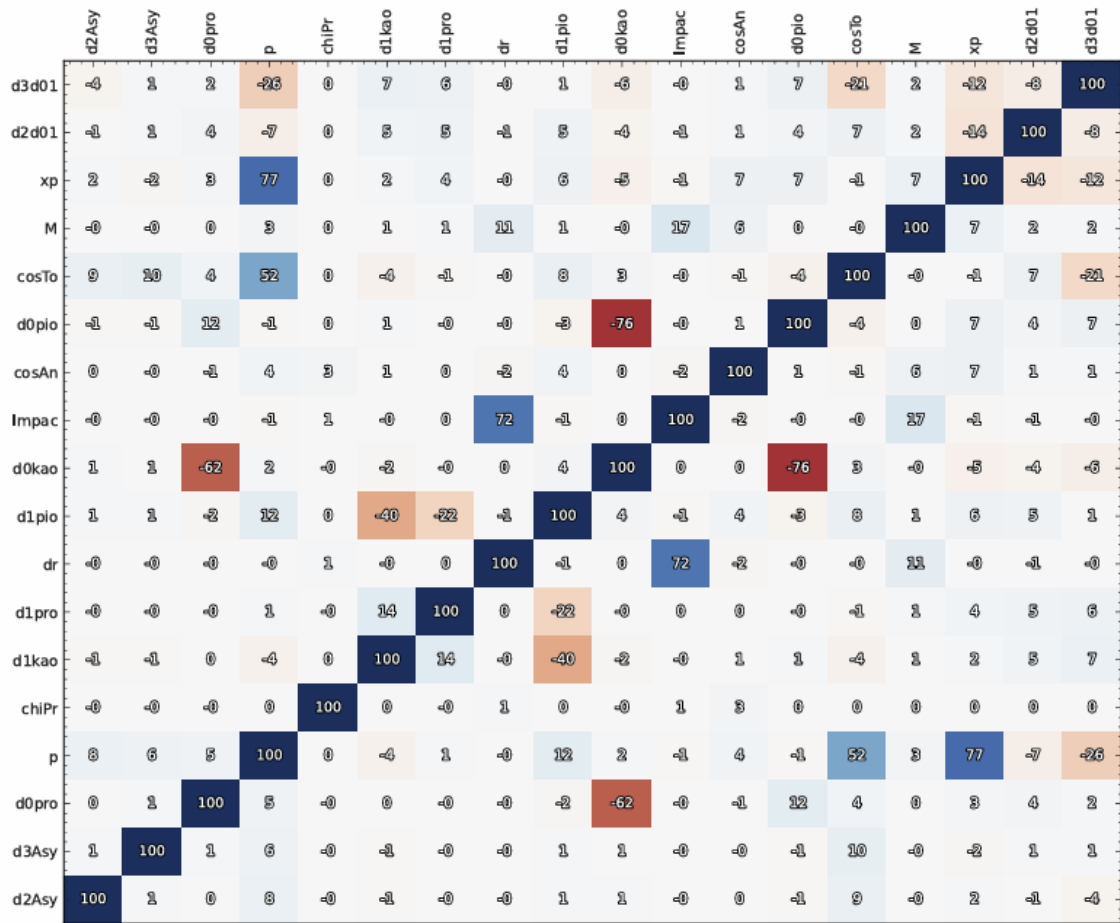 d2Asy d3Asy d0pro p chiPr d1kao d1pro dr d1pio d0kao Impac cosAn d0pio cosTo M xp d2d01 d3d01
d3d01 -4 1 2 -26 0 7 6 -0 1 -6 -0 1 7 -21 2 -12 -8 100
d2d01 -1 1 4 -7 0 5 5 -1 5 -4 -1 1 4 7 2 -14 100 -8
xp 2 -2 3 77 0 2 4 -0 6 -5 -1 7 7 -1 7 100 -14 -12
M -0 -0 0 3 0 1 1 11 1 -0 17 6 0 -0 100 7 2 2
cosTo 9 10 4 52 0 -4 -1 -0 8 3 -0 -1 -4 100 -0 -1 7 -21
d0pio -1 -1 12 -1 0 1 -0 -0 -3 -76 -0 1 100 -4 0 7 4 7
cosAn 0 -0 -1 4 3 1 0 -2 4 0 -2 100 1 -1 6 7 1 1
Impac -0 -0 -0 -1 1 -0 0 72 -1 0 100 -2 -0 -0 17 -1 -1 -0
d0kao 1 1 -62 2 -0 -2 -0 0 4 100 0 0 -76 3 -0 -5 -4 -6
d1pio 1 1 -2 12 0 -40 -22 -1 100 4 -1 4 -3 8 1 6 5 1
dr -0 -0 -0 -0 1 -0 0 100 -1 0 72 -2 -0 -0 11 -0 -1 -0
d1pro -0 -0 -0 1 -0 14 100 0 -22 -0 0 0 -0 -1 1 4 5 6
d1kao -1 -1 0 -4 0 100 14 -0 -40 -2 -0 1 1 -4 1 2 5 7
chiPr -0 -0 -0 0 100 0 -0 1 0 -0 1 3 0 0 0 0 0 0
p 8 6 5 100 0 -4 1 -0 12 2 -1 4 -1 52 3 77 -7 -26
d0pro 0 1 100 5 -0 0 -0 -0 -2 -62 -0 -1 12 4 0 3 4 2
d3Asy 1 100 1 6 -0 -1 -0 -0 1 1 -0 -0 -1 10 -0 -2 1 1
d2Asy 100 1 0 8 -0 -1 -0 -0 1 1 -0 0 -1 9 -0 2 -1 -4